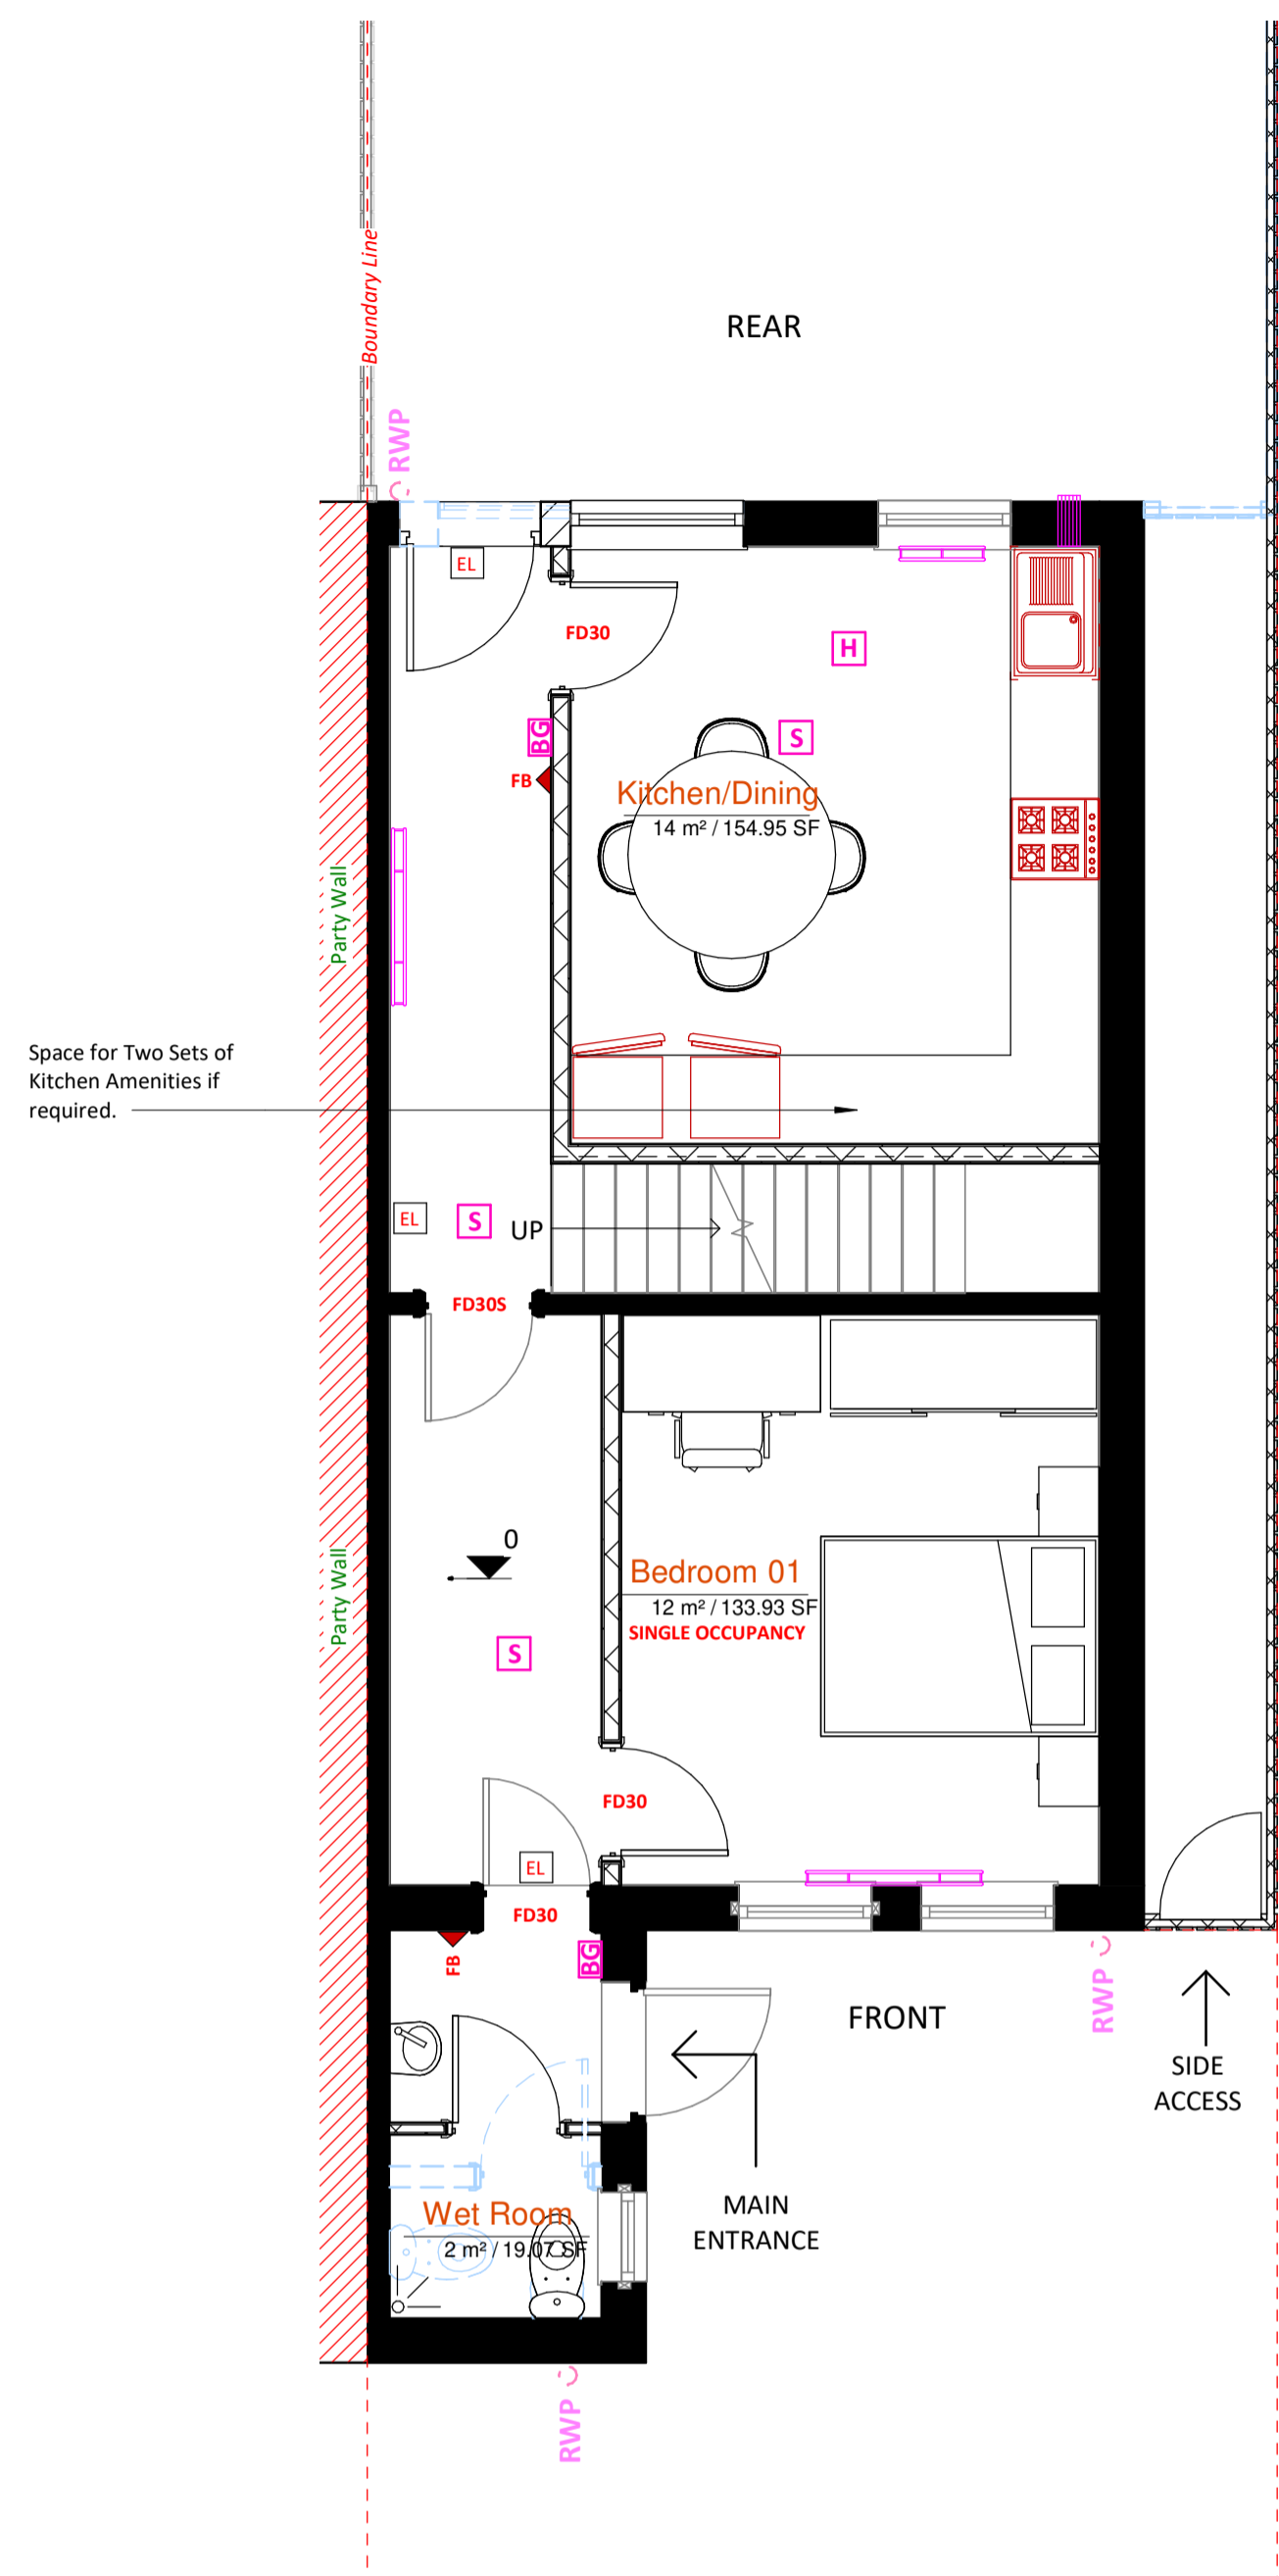 Boundary Line
REAR
RWP
EL
FD30
H
BG
S
FB
Kitchen/Dining
14 m² / 154.95 SF
Party Wall
Space for Two Sets of
Kitchen Amenities if
required.
EL
S
UP
FD30S
0
Party Wall
Bedroom 01
12 m² / 133.93 SF
SINGLE OCCUPANCY
S
FD30
EL
FD30
FB
BG
RWP
FRONT
SIDE
ACCESS
MAIN
ENTRANCE
Wet Room
2 m² / 19.07 SF
RWP